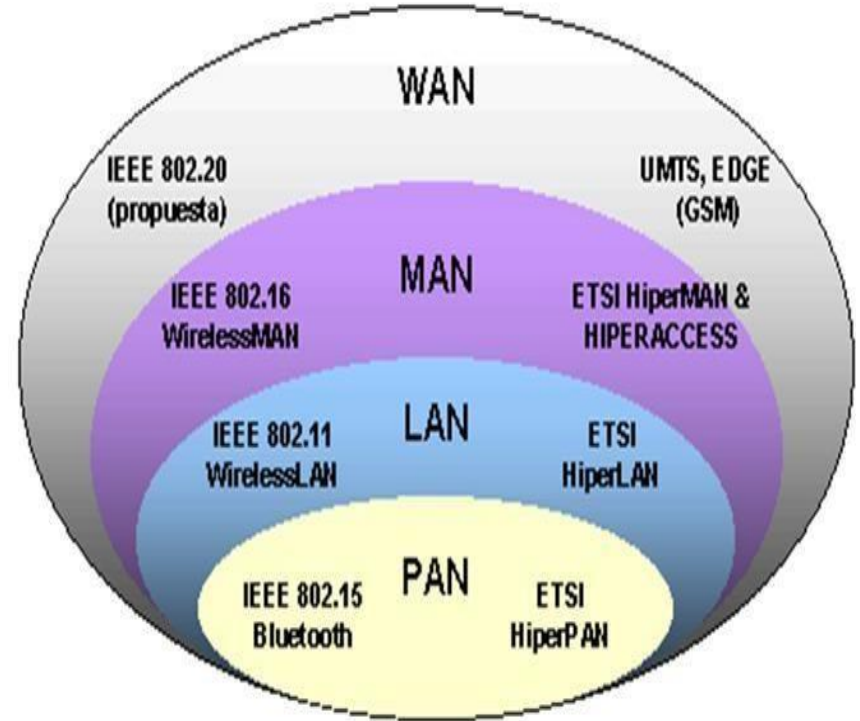 WAN
IEEE 802.20
(propuesta)
UMTS, EDGE
(GSM)
MAN
IEEE 802.16
WirelessMAN
ETSI HiperMAN &
HIPERACCESS
LAN
IEEE 802.11
WirelessLAN
ETSI
HiperLAN
PAN
IEEE 802.15
Bluetooth
ETSI
HiperPAN